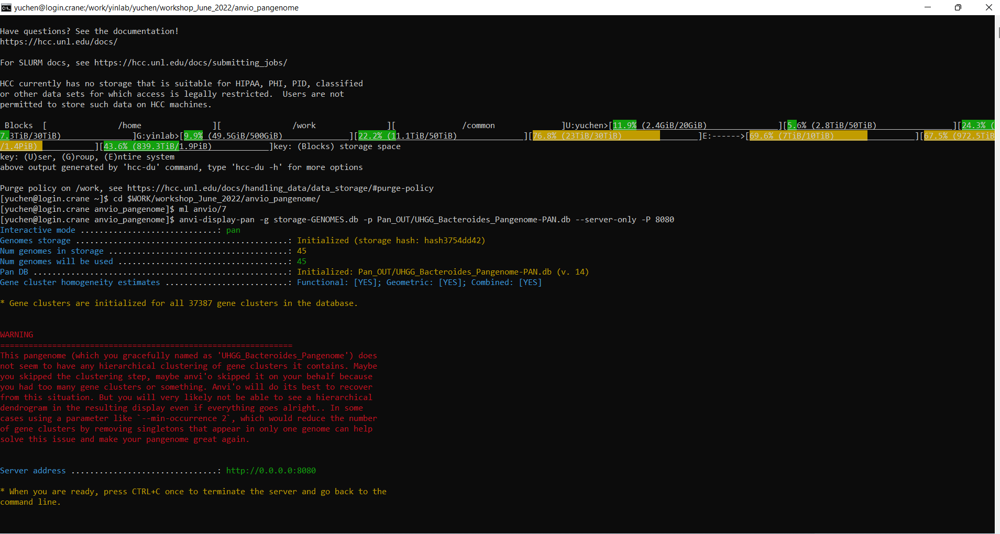 yuchen@login.crane:/work/yinlab/yuchen/workshop_June_2022/anvio_pangenome
Have questions? See the documentation!
https://hcc.unl.edu/docs/
For SLURM docs, see https://hcc.unl.edu/docs/submitting_jobs/
HCC currently has no storage that is suitable for HIPAA, PHI, PID, classified
or other data sets for which access is legally restricted.  Users are not
permitted to store such data on HCC machines.
 Blocks  [               /home               ][               /work               ][              /common              ]U:yuchen>[11.9% (2.4GiB/20GiB)_______________][5.6% (2.8TiB/50TiB)________________][24.3% (
7.3TiB/30TiB)_______________]G:yinlab>[9.9% (49.5GiB/500GiB)______________][22.2% (11.1TiB/50TiB)______________][76.8% (23TiB/30TiB)        ________]E:------>[69.6% (7TiB/10TiB)       __________][67.5% (972.5TiB
/1.4PiB) ___________][43.6% (839.3TiB/1.9PiB)____________]key: (Blocks) storage space
key: (U)ser, (G)roup, (E)ntire system
above output generated by 'hcc-du' command, type 'hcc-du -h' for more options
Purge policy on /work, see https://hcc.unl.edu/docs/handling_data/data_storage/#purge-policy
[yuchen@login.crane ~]$ cd $WORK/workshop_June_2022/anvio_pangenome/
[yuchen@login.crane anvio_pangenome]$ ml anvio/7
[yuchen@login.crane anvio_pangenome]$ anvi-display-pan -g storage-GENOMES.db -p Pan_OUT/UHGG_Bacteroides_Pangenome-PAN.db --server-only -P 8080
Interactive mode .............................: pan
Genomes storage .............................................: Initialized (storage hash: hash3754dd42)
Num genomes in storage ......................................: 45
Num genomes will be used ....................................: 45
Pan DB ......................................................: Initialized: Pan_OUT/UHGG_Bacteroides_Pangenome-PAN.db (v. 14)
Gene cluster homogeneity estimates ..........................: Functional: [YES]; Geometric: [YES]; Combined: [YES]
* Gene clusters are initialized for all 37387 gene clusters in the database.
WARNING
==============================================================
This pangenome (which you gracefully named as 'UHGG_Bacteroides_Pangenome') does
not seem to have any hierarchical clustering of gene clusters it contains. Maybe
you skipped the clustering step, maybe anvi'o skipped it on your behalf because
you had too many gene clusters or something. Anvi'o will do its best to recover
from this situation. But you will very likely not be able to see a hierarchical
dendrogram in the resulting display even if everything goes alright.. In some
cases using a parameter like `--min-occurrence 2`, which would reduce the number
of gene clusters by removing singletons that appear in only one genome can help
solve this issue and make your pangenome great again.
Server address ...............................: http://0.0.0.0:8080
* When you are ready, press CTRL+C once to terminate the server and go back to the
command line.